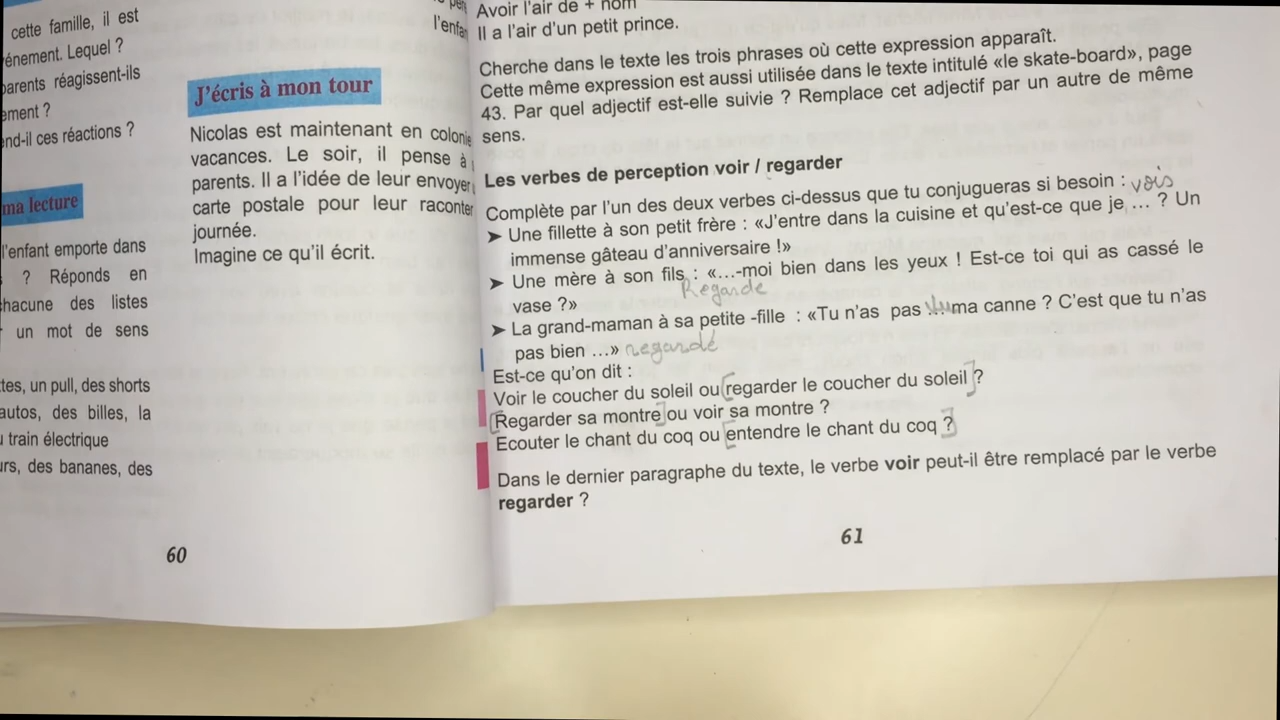 cette famille, il est
énement. Lequel ?
parents réagissent-ils
ement ?
end-il ces réactions ?
ma lecture
l'enfant emporte dans
? Réponds en
chacune des listes
un mot de sens
tes, un pull, des shorts
autos, des billes, la
train électrique
urs, des bananes, des
l'enfan
J'écris à mon tour
Nicolas est maintenant en colonie
vacances. Le soir, il pense à
parents. Il a l'idée de leur envoyer
carte postale pour leur raconter
journée.
Imagine ce qu'il écrit.
60
Avoir l'air de + nom
Il a l'air d'un petit prince.
Cherche dans le texte les trois phrases où cette expression apparaît.
Cette même expression est aussi utilisée dans le texte intitulé «le skate-board», page
43. Par quel adjectif est-elle suivie ? Remplace cet adjectif par un autre de même
sens.
Les verbes de perception voir / regarder
Complète par l'un des deux verbes ci-dessus que tu conjugueras si besoin :
vois
➤ Une fillette à son petit frère : «J'entre dans la cuisine et qu'est-ce que je ... ? Un
immense gâteau d'anniversaire !»
➤ Une mère à son fils : «...-moi bien dans les yeux ! Est-ce toi qui as cassé le
Regarde
vase ?»
➤ La grand-maman à sa petite -fille : «Tu n'as pas ma canne ? C'est que tu n'as
pas bien ...» regardé
Est-ce qu'on dit :
Voir le coucher du soleil ou [regarder le coucher du soleil] ?
[Regarder sa montre] ou voir sa montre ?
Ecouter le chant du coq ou [entendre le chant du coq ?]
Dans le dernier paragraphe du texte, le verbe voir peut-il être remplacé par le verbe
regarder ?
61